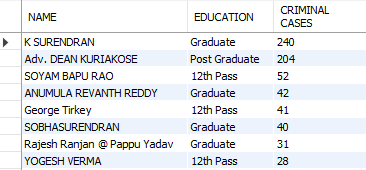 NAME EDUCATION CRIMINAL CASES
K SURENDRAN Graduate 240
Adv. DEAN KURIAKOSE Post Graduate 204
SOYAM BAPU RAO 12th Pass 52
ANUMULA REVANTH REDDY Graduate 42
George Tirkey 12th Pass 41
SOBHASURENDRAN Graduate 40
Rajesh Ranjan @ Pappu Yadav Graduate 31
YOGESH VERMA 12th Pass 28